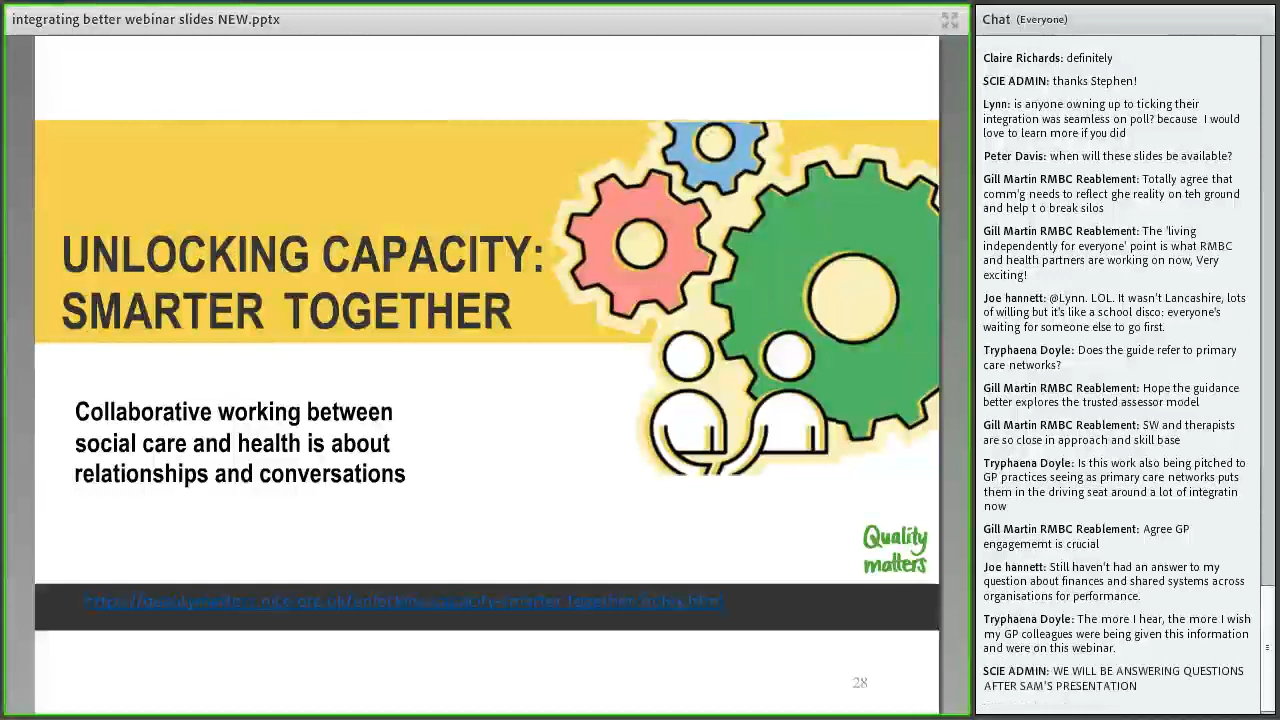 integrating better webinar slides NEW.pptx
UNLOCKING CAPACITY:
SMARTER TOGETHER
Collaborative working between
social care and health is about
relationships and conversations
Quality
matters
28
Chat (Everyone)
Claire Richards: definitely
SCIE ADMIN: thanks Stephen!
Lynn: is anyone owning up to ticking their
integration was seamless on poll? because I would
love to learn more if you did
Peter Davis: when will these slides be available?
Gill Martin RMBC Reablement: Totally agree that
comm'g needs to reflect ghe reality on teh ground
and help t o break silos
Gill Martin RMBC Reablement: The 'living
independently for everyone' point is what RMBC
and health partners are working on now, Very
exciting!
Joe hannett: @Lynn. LOL. It wasn't Lancashire, lots
of willing but it's like a school disco: everyone's
waiting for someone else to go first.
Tryphaena Doyle: Does the guide refer to primary
care networks?
Gill Martin RMBC Reablement: Hope the guidance
better explores the trusted assessor model
Gill Martin RMBC Reablement: SW and therapists
are so close in approach and skill base
Tryphaena Doyle: Is this work also being pitched to
GP practices seeing as primary care networks puts
them in the driving seat around a lot of integratin
now
Gill Martin RMBC Reablement: Agree GP
engagememt is crucial
Joe hannett: Still haven't had an answer to my
question about finances and shared systems across
organisations for performance.
Tryphaena Doyle: The more I hear, the more I wish
my GP colleagues were being given this information
and were on this webinar.
SCIE ADMIN: WE WILL BE ANSWERING QUESTIONS
AFTER SAM'S PRESENTATION